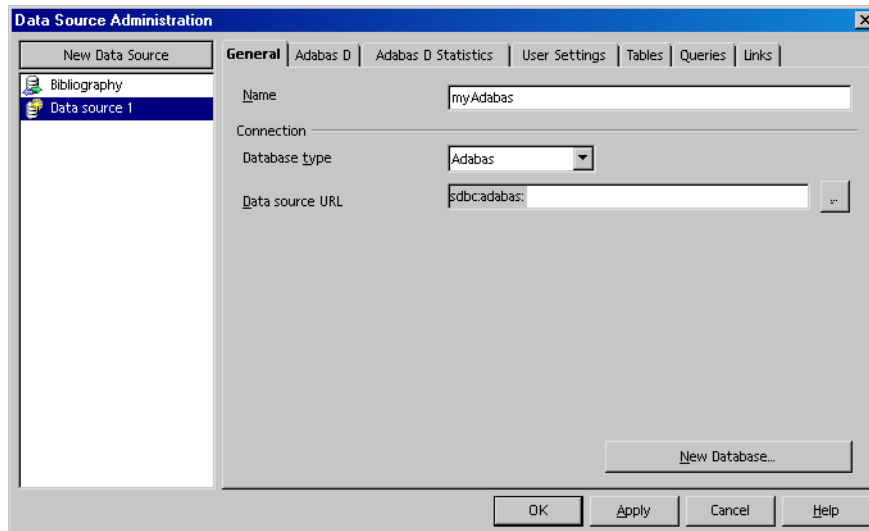 Data Source Administration
New Data Source
Bibliography
Data source 1
General Adabas D Adabas D Statistics User Settings Tables Queries Links
Name myAdabas
Connection
Database type Adabas
Data source URL sdbc:adabas: ...
New Database...
OK Apply Cancel Help